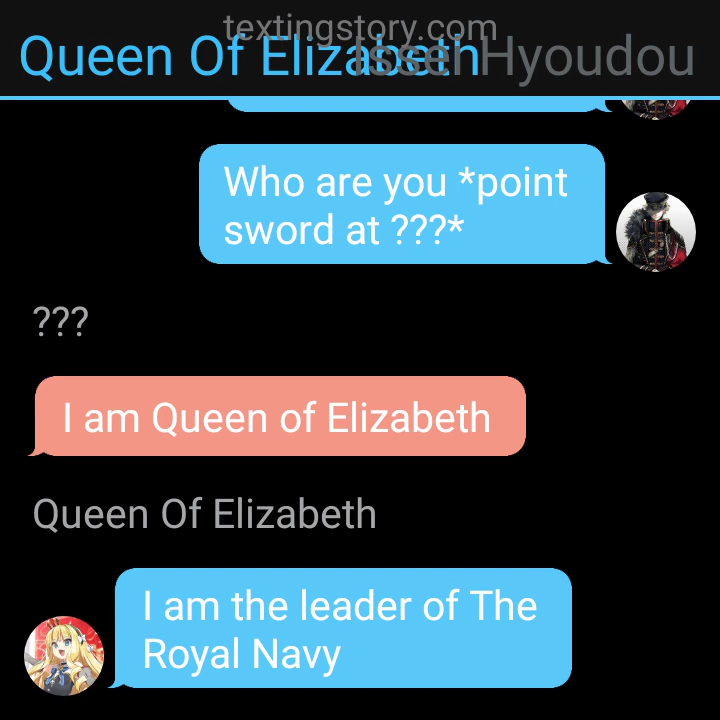 textingstory.com
Queen Of Elizabeth
Hyoudou
Who are you *point
sword at ???*
???
I am Queen of Elizabeth
Queen Of Elizabeth
I am the leader of The
Royal Navy